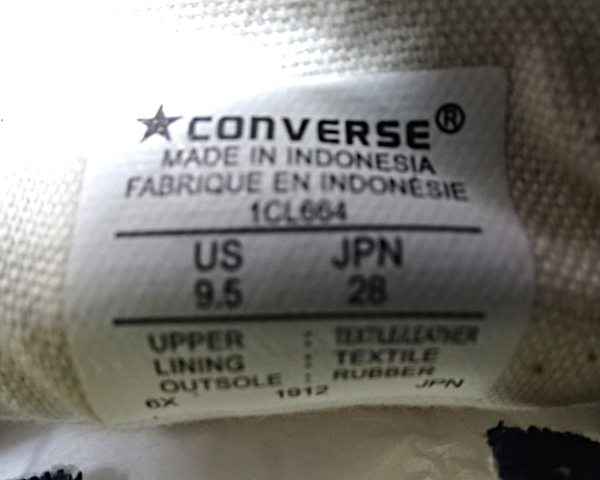 ★CONVERSE®
MADE IN INDONESIA
FABRIQUE EN INDONÉSIE
1CL664
US JPN
9.5 28
UPPER : TEXTILE/LEATHER
LINING : TEXTILE
OUTSOLE : RUBBER
6X 1912 JPN